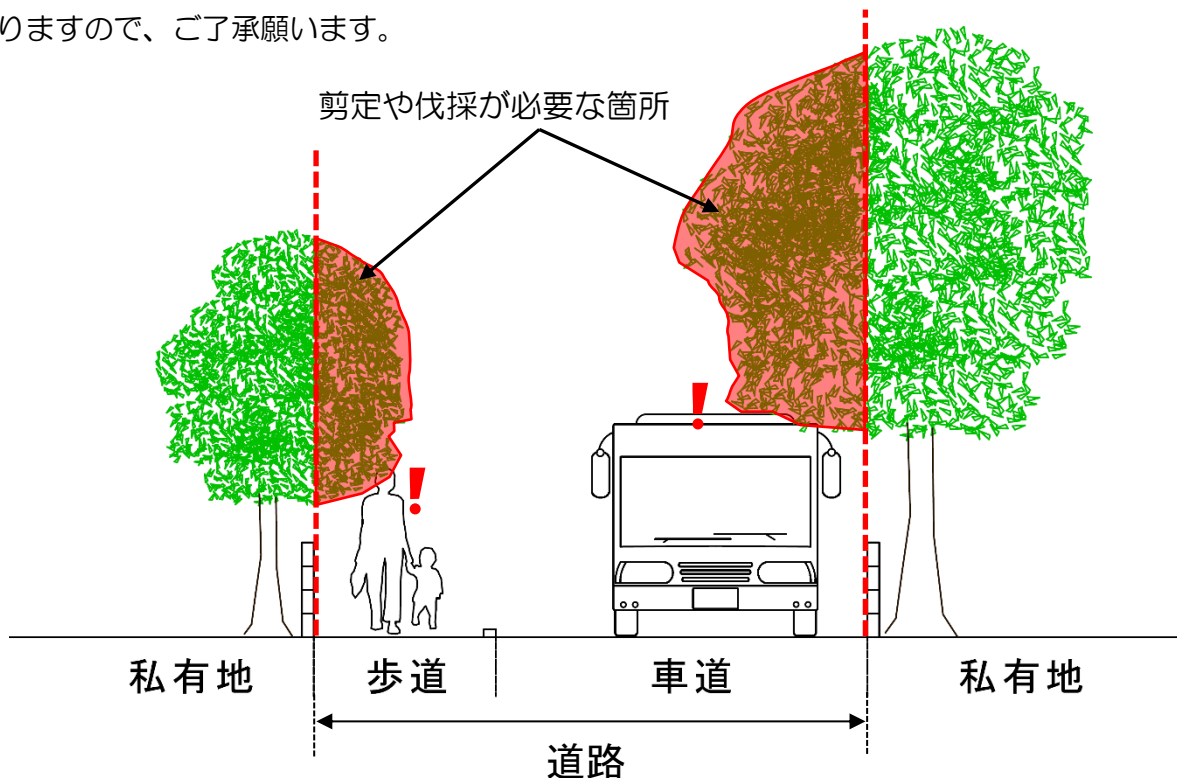 りますので、ご了承願います。
剪定や伐採が必要な箇所
私有地
歩道
車道
私有地
道路